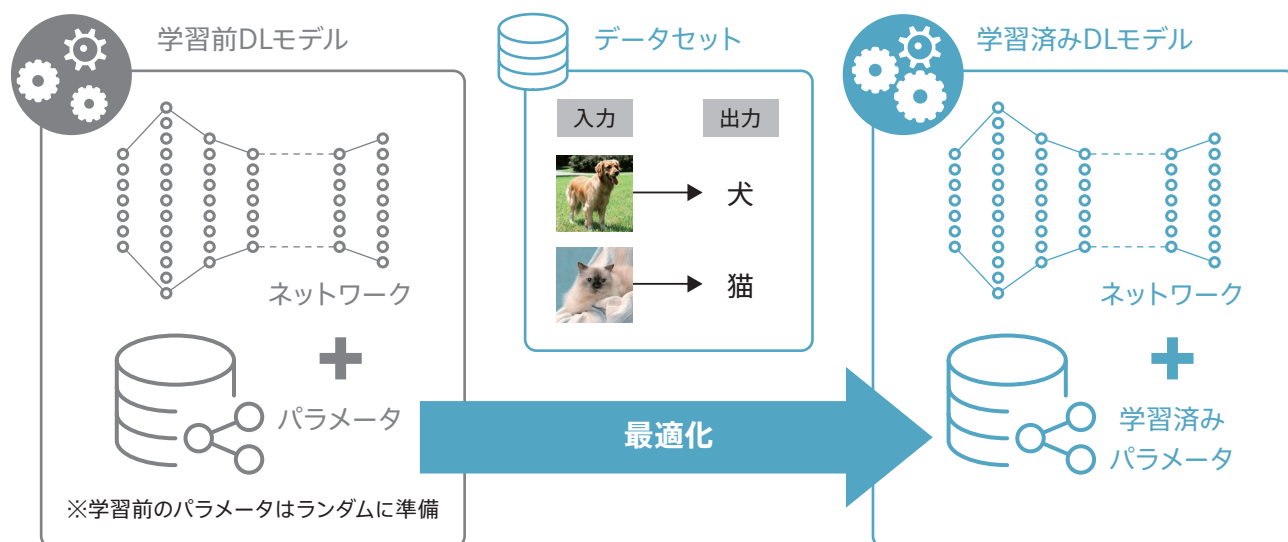 学習前DLモデル
データセット
学習済みDLモデル
入力
出力
犬
猫
ネットワーク
ネットワーク
パラメータ
最適化
学習済み
パラメータ
※学習前のパラメータはランダムに準備